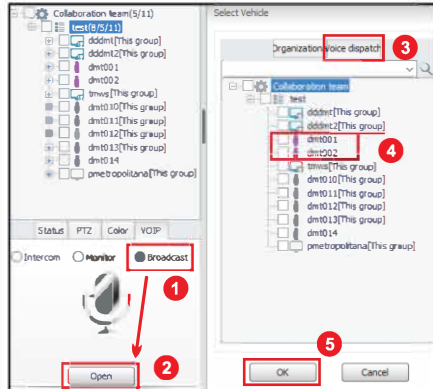 Collaboration team(5/11)
test(8/5/11)
dddmt[This group]
dddmt2[This group]
dmt001
dmt002
tmws[This group]
dmt010[This group]
dmt011[This group]
dmt012[This group]
dmt013[This group]
dmt014
pmetropolitana[This group]
Status PTZ Color VOIP
Intercom Monitor Broadcast
1
2
Open
Select Vehicle
Organization Voice dispatch
3
Collaboration team
test
dddmt[This group]
dddmt2[This group]
dmt001
dmt002
4
tmws[This group]
dmt010[This group]
dmt011[This group]
dmt012[This group]
dmt013[This group]
dmt014
pmetropolitana[This group]
5
OK Cancel